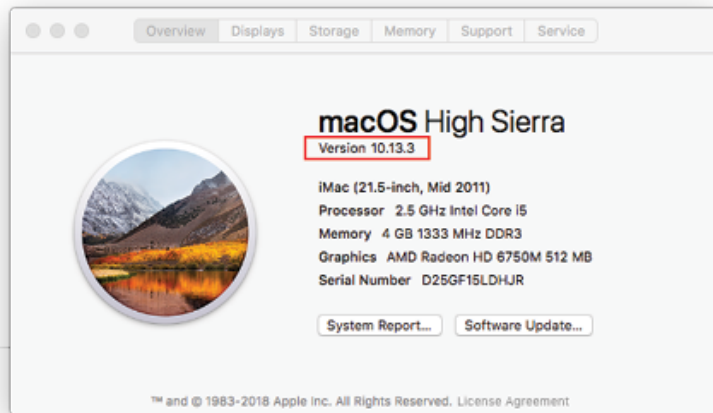 Overview Displays Storage Memory Support Service
macOS High Sierra
Version 10.13.3
iMac (21.5-inch, Mid 2011)
Processor 2.5 GHz Intel Core i5
Memory 4 GB 1333 MHz DDR3
Graphics AMD Radeon HD 6750M 512 MB
Serial Number D25GF15LDHJR
System Report... Software Update...
™ and © 1983-2018 Apple Inc. All Rights Reserved. License Agreement